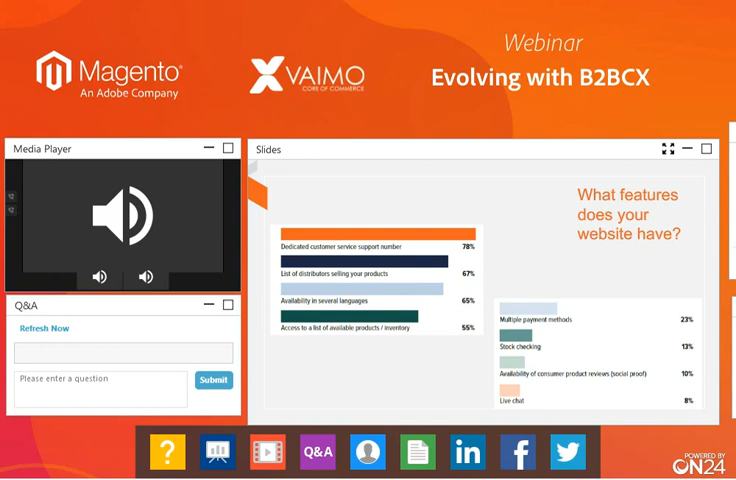 Magento®
An Adobe Company
VAIMO
CORE OF COMMERCE
Webinar
Evolving with B2BCX
Media Player
Slides
What features
does your
website have?
Dedicated customer service support number 78%
List of distributors selling your products 67%
Availability in several languages 65%
Access to a list of available products / inventory 55%
Multiple payment methods 23%
Stock checking 13%
Availability of consumer product reviews (social proof) 10%
Live chat 8%
Q&A
Refresh Now
Please enter a question
Submit
?
Q&A
in
f
POWERED BY
ON24